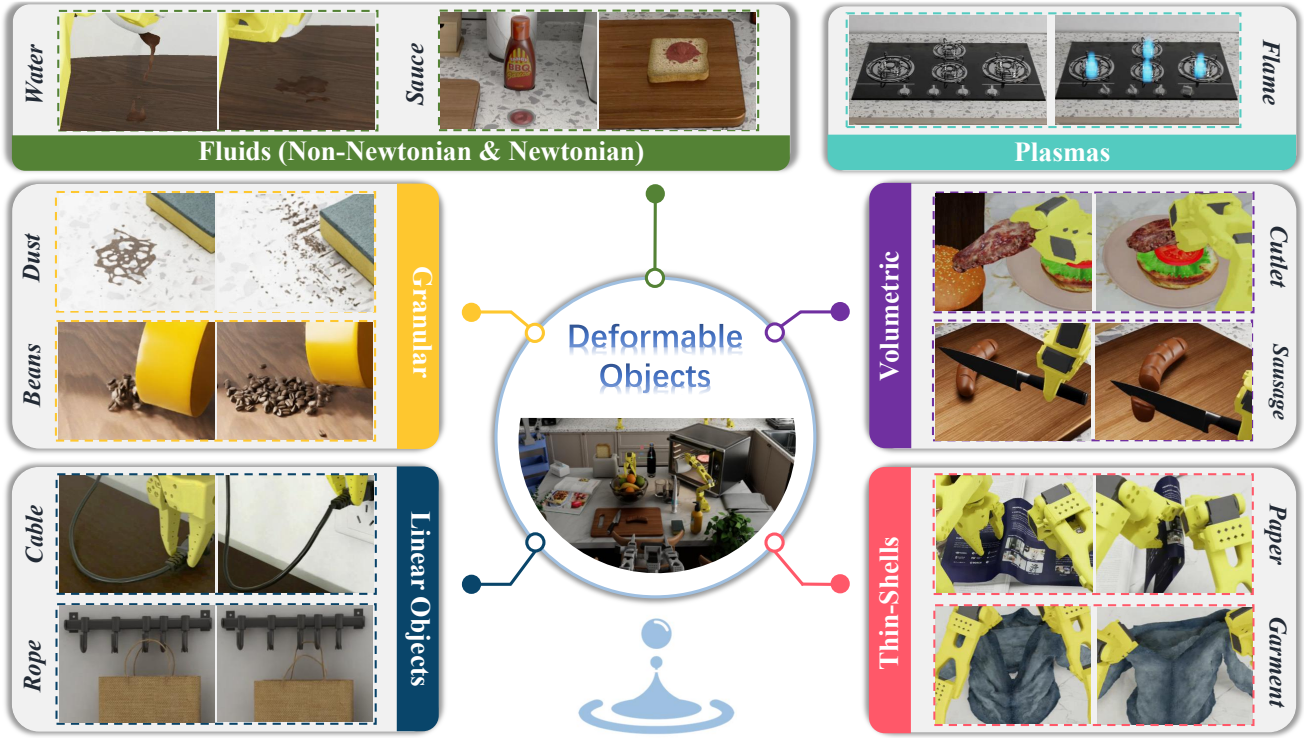 Water
Sauce
BBQ
Fluids (Non-Newtonian & Newtonian)
Flame
Plasmas
Dust
Beans
Granular
Deformable
Objects
Volumetric
Cutlet
Sausage
Cable
Rope
Linear Objects
Thin-Shells
Paper
Garment